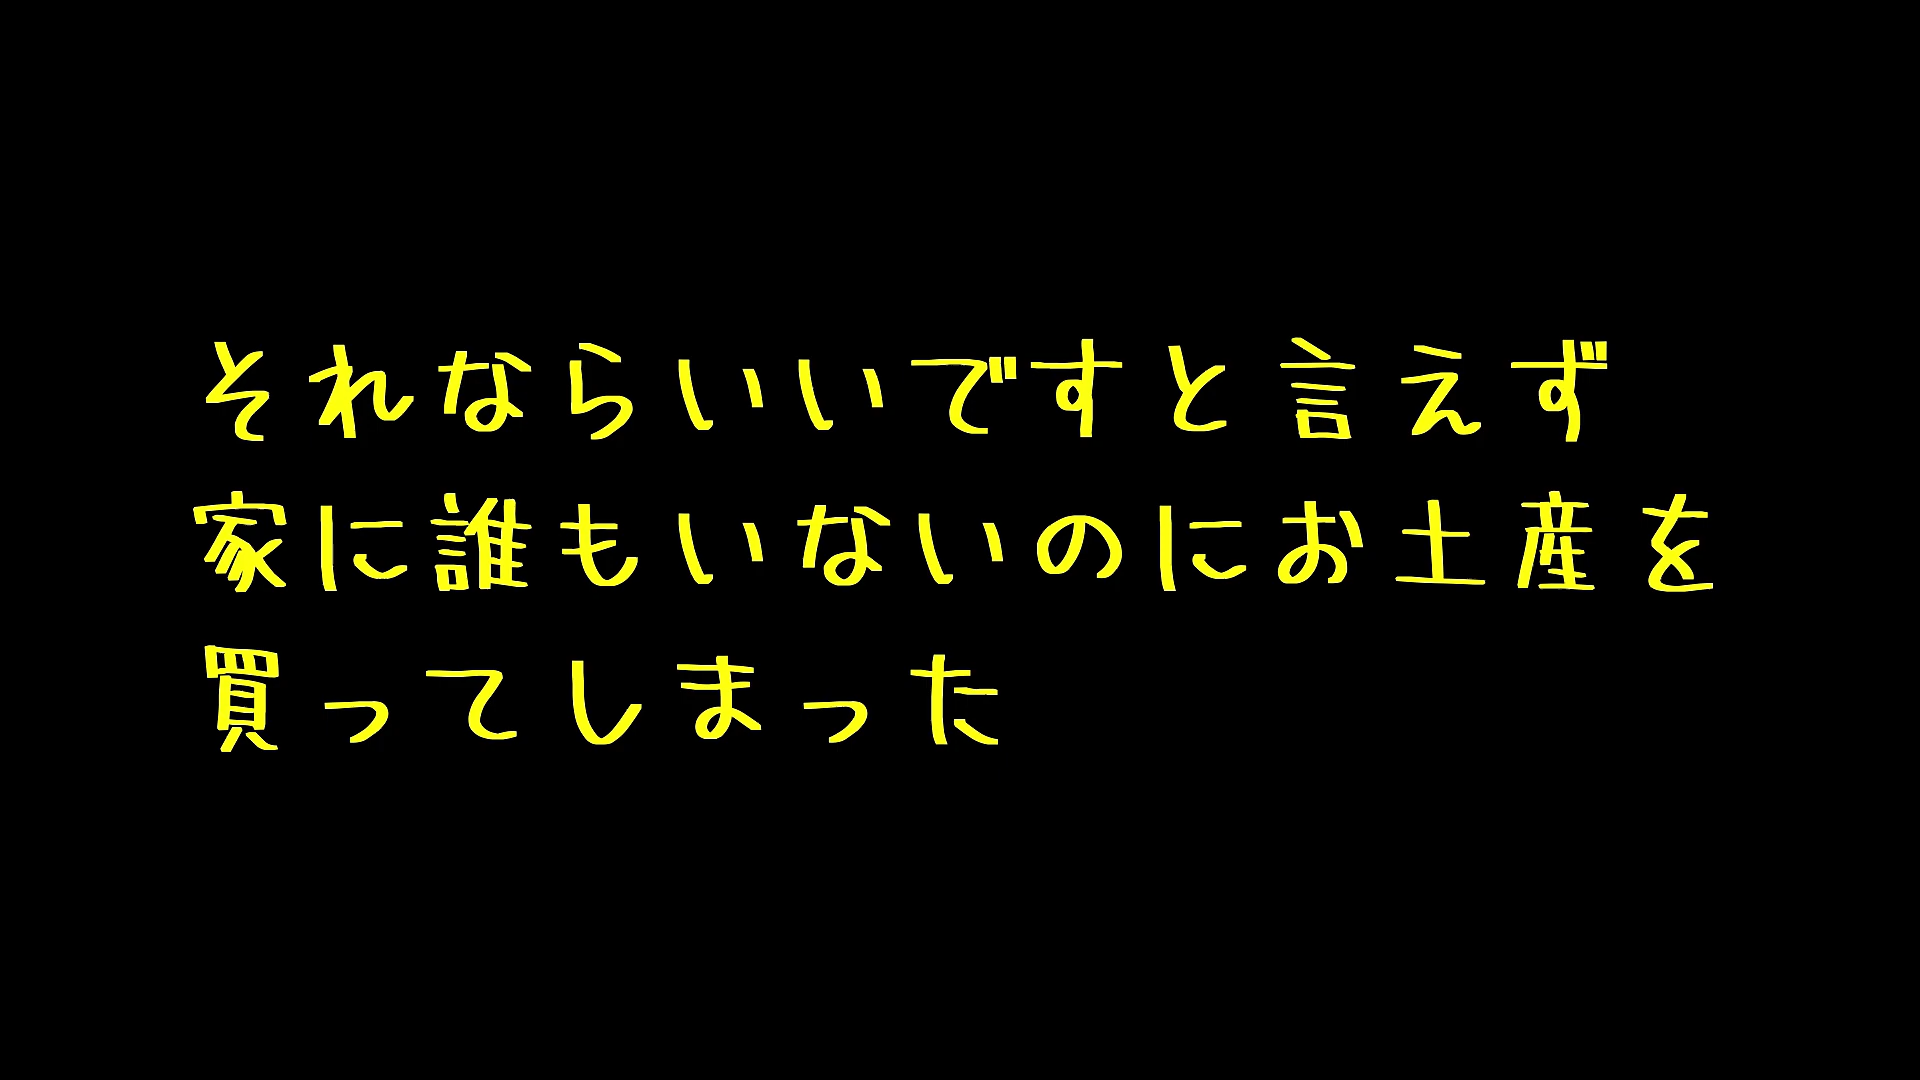 それならいいですと言えず
家に誰もいないのにお土産を
買ってしまった